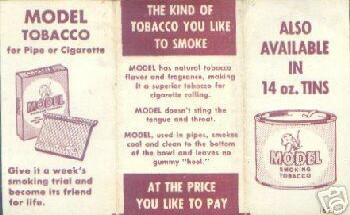 MODEL
TOBACCO
for Pipe or Cigarette
MODEL
Give it a week's
smoking trial and
become its friend
for life.
THE KIND OF
TOBACCO YOU LIKE
TO SMOKE
MODEL has natural tobacco
flavor and fragrance, making
it a superior tobacco for
cigarette rolling.
MODEL doesn't sting the
tongue and throat.
MODEL, used in pipes, smokes
cool and clean to the bottom
of the bowl and leaves no
gummy "heel."
AT THE PRICE
YOU LIKE TO PAY
ALSO
AVAILABLE
IN
14 oz. TINS
MODEL
SMOKING
TOBACCO